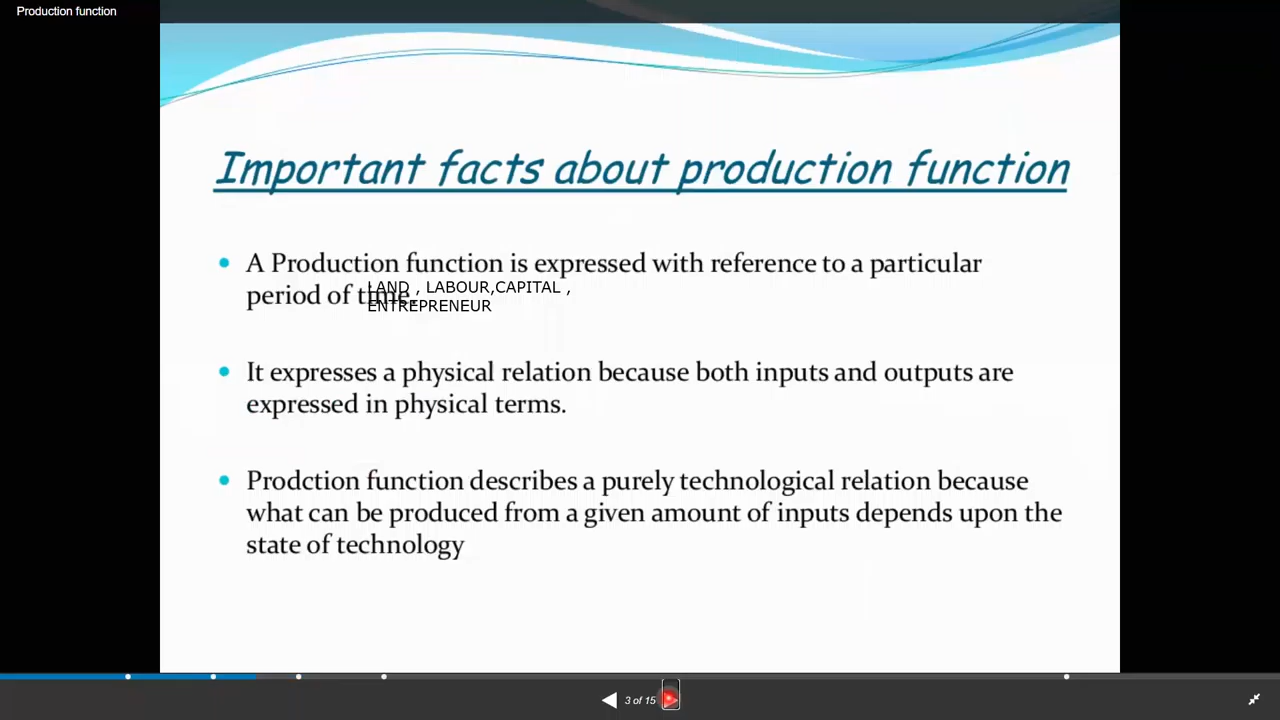 Production function
Important facts about production function
• A Production function is expressed with reference to a particular
period of time.
LAND , LABOUR,CAPITAL ,
ENTREPRENEUR
• It expresses a physical relation because both inputs and outputs are
expressed in physical terms.
• Prodction function describes a purely technological relation because
what can be produced from a given amount of inputs depends upon the
state of technology
3 of 15